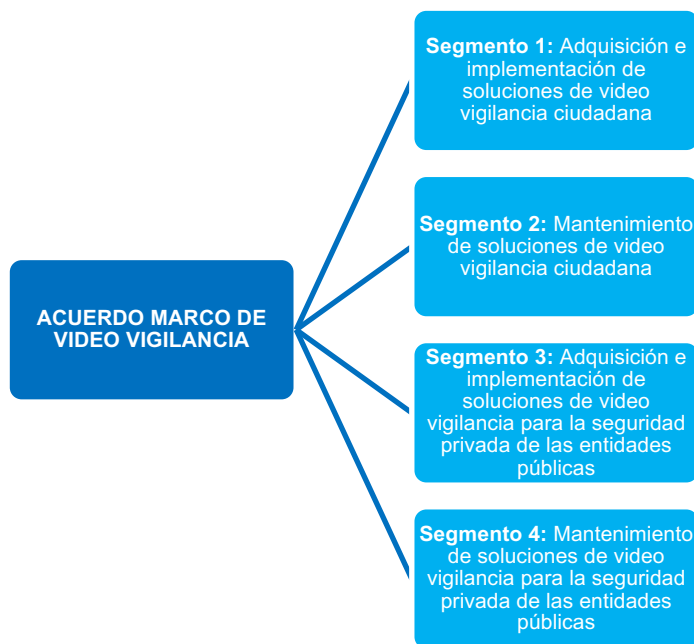 Segmento 1: Adquisición e
implementación de
soluciones de video
vigilancia ciudadana
Segmento 2: Mantenimiento
de soluciones de video
vigilancia ciudadana
ACUERDO MARCO DE
VIDEO VIGILANCIA
Segmento 3: Adquisición e
implementación de
soluciones de video
vigilancia para la seguridad
privada de las entidades
públicas
Segmento 4: Mantenimiento
de soluciones de video
vigilancia para la seguridad
privada de las entidades
públicas